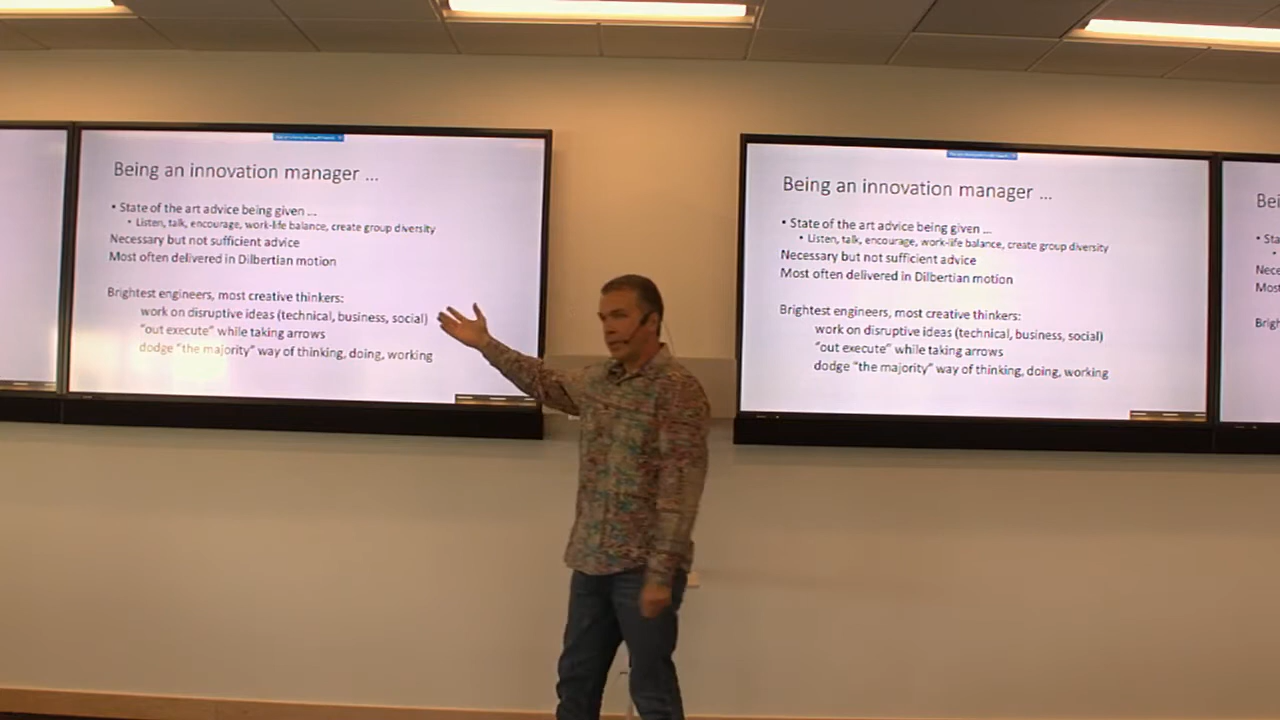 Being an innovation manager ...
• State of the art advice being given ...
• Listen, talk, encourage, work-life balance, create group diversity
Necessary but not sufficient advice
Most often delivered in Dilbertian motion
Brightest engineers, most creative thinkers:
work on disruptive ideas (technical, business, social)
“out execute” while taking arrows
dodge “the majority” way of thinking, doing, working
Being an innovation manager ...
• State of the art advice being given ...
• Listen, talk, encourage, work-life balance, create group diversity
Necessary but not sufficient advice
Most often delivered in Dilbertian motion
Brightest engineers, most creative thinkers:
work on disruptive ideas (technical, business, social)
“out execute” while taking arrows
dodge “the majority” way of thinking, doing, working
Bei
• Sta
•
Nece
Most
Brigh